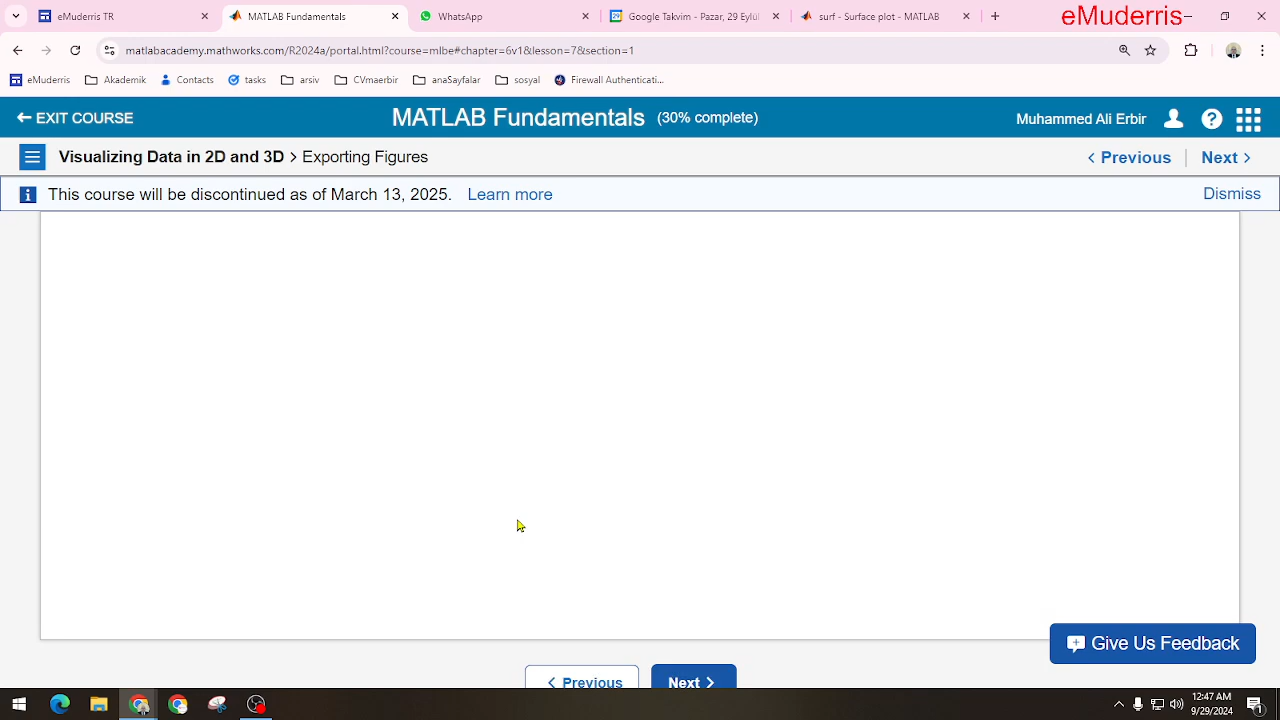 eMuderris TR
MATLAB Fundamentals
WhatsApp
Google Takvim - Pazar, 29 Eylül
surf - Surface plot - MATLAB
eMuderris
matlabacademy.mathworks.com/R2024a/portal.html?course=mlbe#chapter=6v1&lesson=7&section=1
eMuderris
Akademik
Contacts
tasks
arsiv
CVmaerbir
anaSayfalar
sosyal
Firewall Authenticati...
EXIT COURSE
MATLAB Fundamentals (30% complete)
Muhammed Ali Erbir
Visualizing Data in 2D and 3D > Exporting Figures
< Previous
Next >
This course will be discontinued as of March 13, 2025. Learn more
Dismiss
Give Us Feedback
< Previous
Next >
12:47 AM
9/29/2024